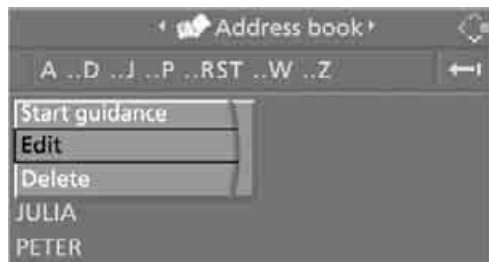 Address book
A ..D ..J ..P ..RST ..W ..Z
Start guidance
Edit
Delete
JULIA
PETER